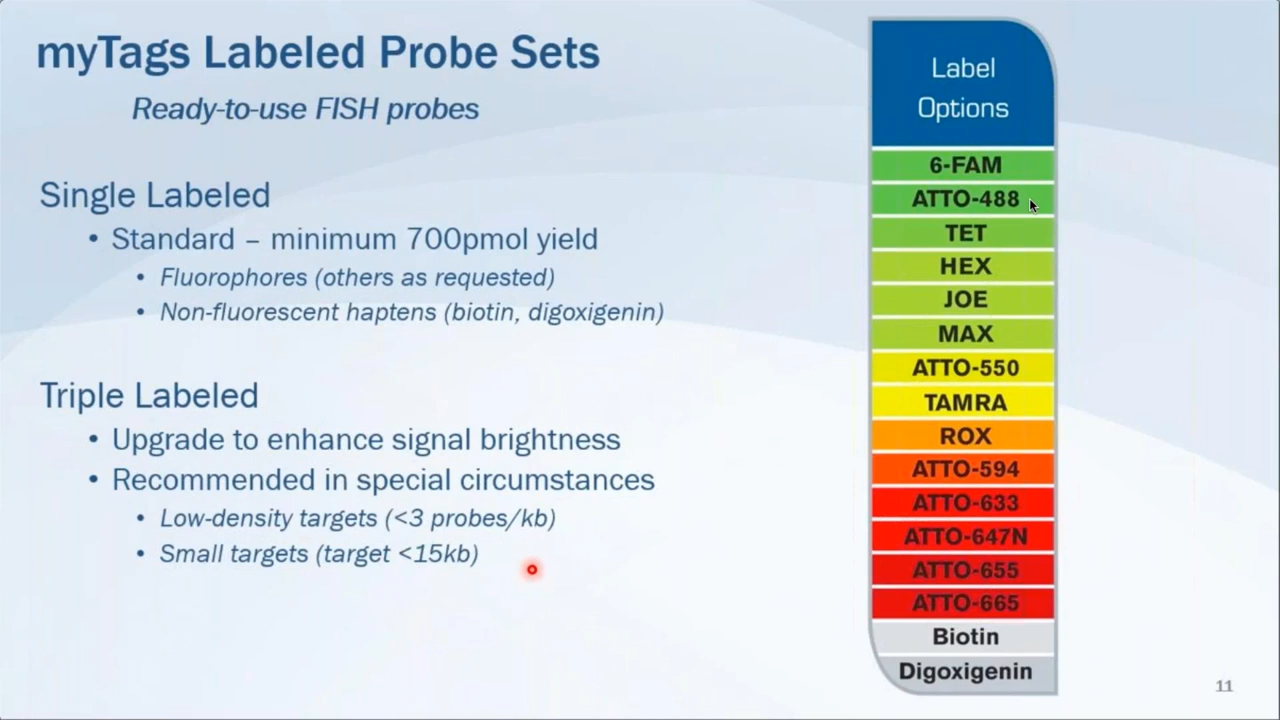 myTags Labeled Probe Sets
Ready-to-use FISH probes
Single Labeled
• Standard – minimum 700pmol yield
• Fluorophores (others as requested)
• Non-fluorescent haptens (biotin, digoxigenin)
Triple Labeled
• Upgrade to enhance signal brightness
• Recommended in special circumstances
• Low-density targets (<3 probes/kb)
• Small targets (target <15kb)
Label
Options
6-FAM
ATTO-488
TET
HEX
JOE
MAX
ATTO-550
TAMRA
ROX
ATTO-594
ATTO-633
ATTO-647N
ATTO-655
ATTO-665
Biotin
Digoxigenin
11